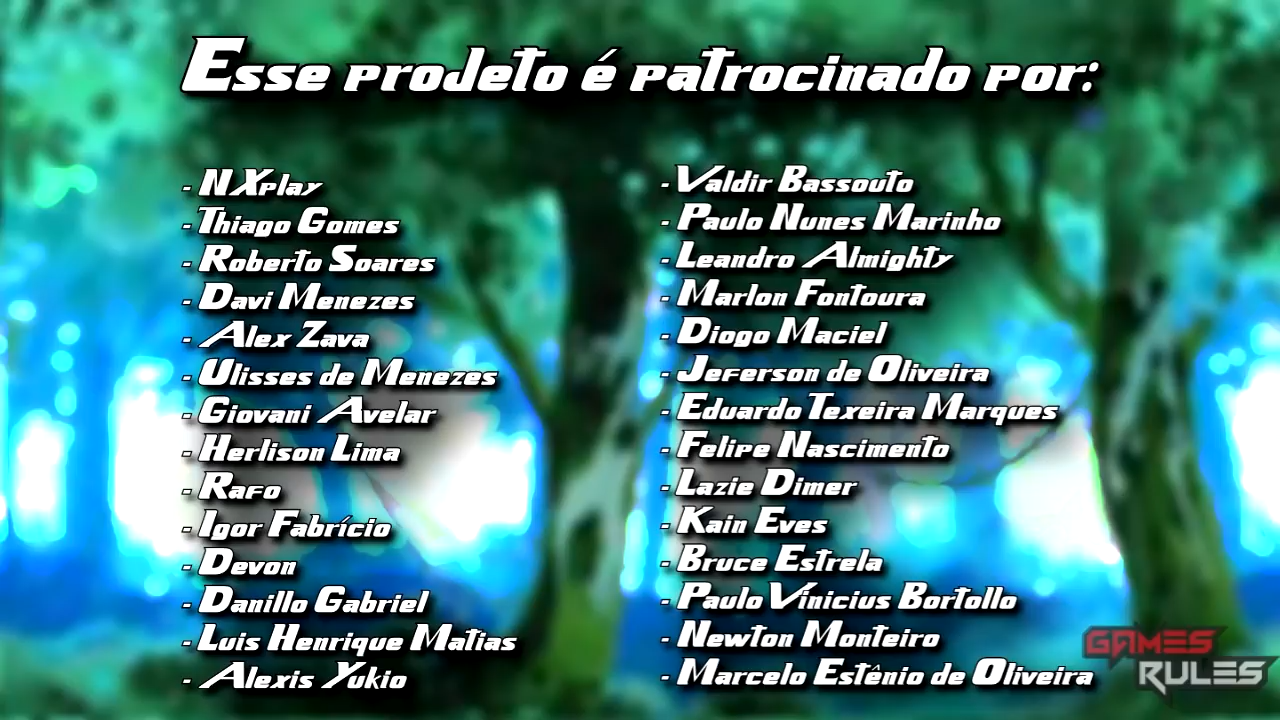 Esse projeto é patrocinado por:
- NXplay
- Thiago Gomes
- Roberto Soares
- Davi Menezes
- Alex Zava
- Ulisses de Menezes
- Giovani Avelar
- Herlison Lima
- Rafo
- Igor Fabrício
- Devon
- Danillo Gabriel
- Luis Henrique Matias
- Alexis Yukio
- Valdir Bassouto
- Paulo Nunes Marinho
- Leandro Almighty
- Marlon Fontoura
- Diogo Maciel
- Jeferson de Oliveira
- Eduardo Texeira Marques
- Felipe Nascimento
- Lazie Dimer
- Kain Eves
- Bruce Estrela
- Paulo Vínicius Bortollo
- Newton Monteiro
- Marcelo Estênio de Oliveira
GAMES
RULES